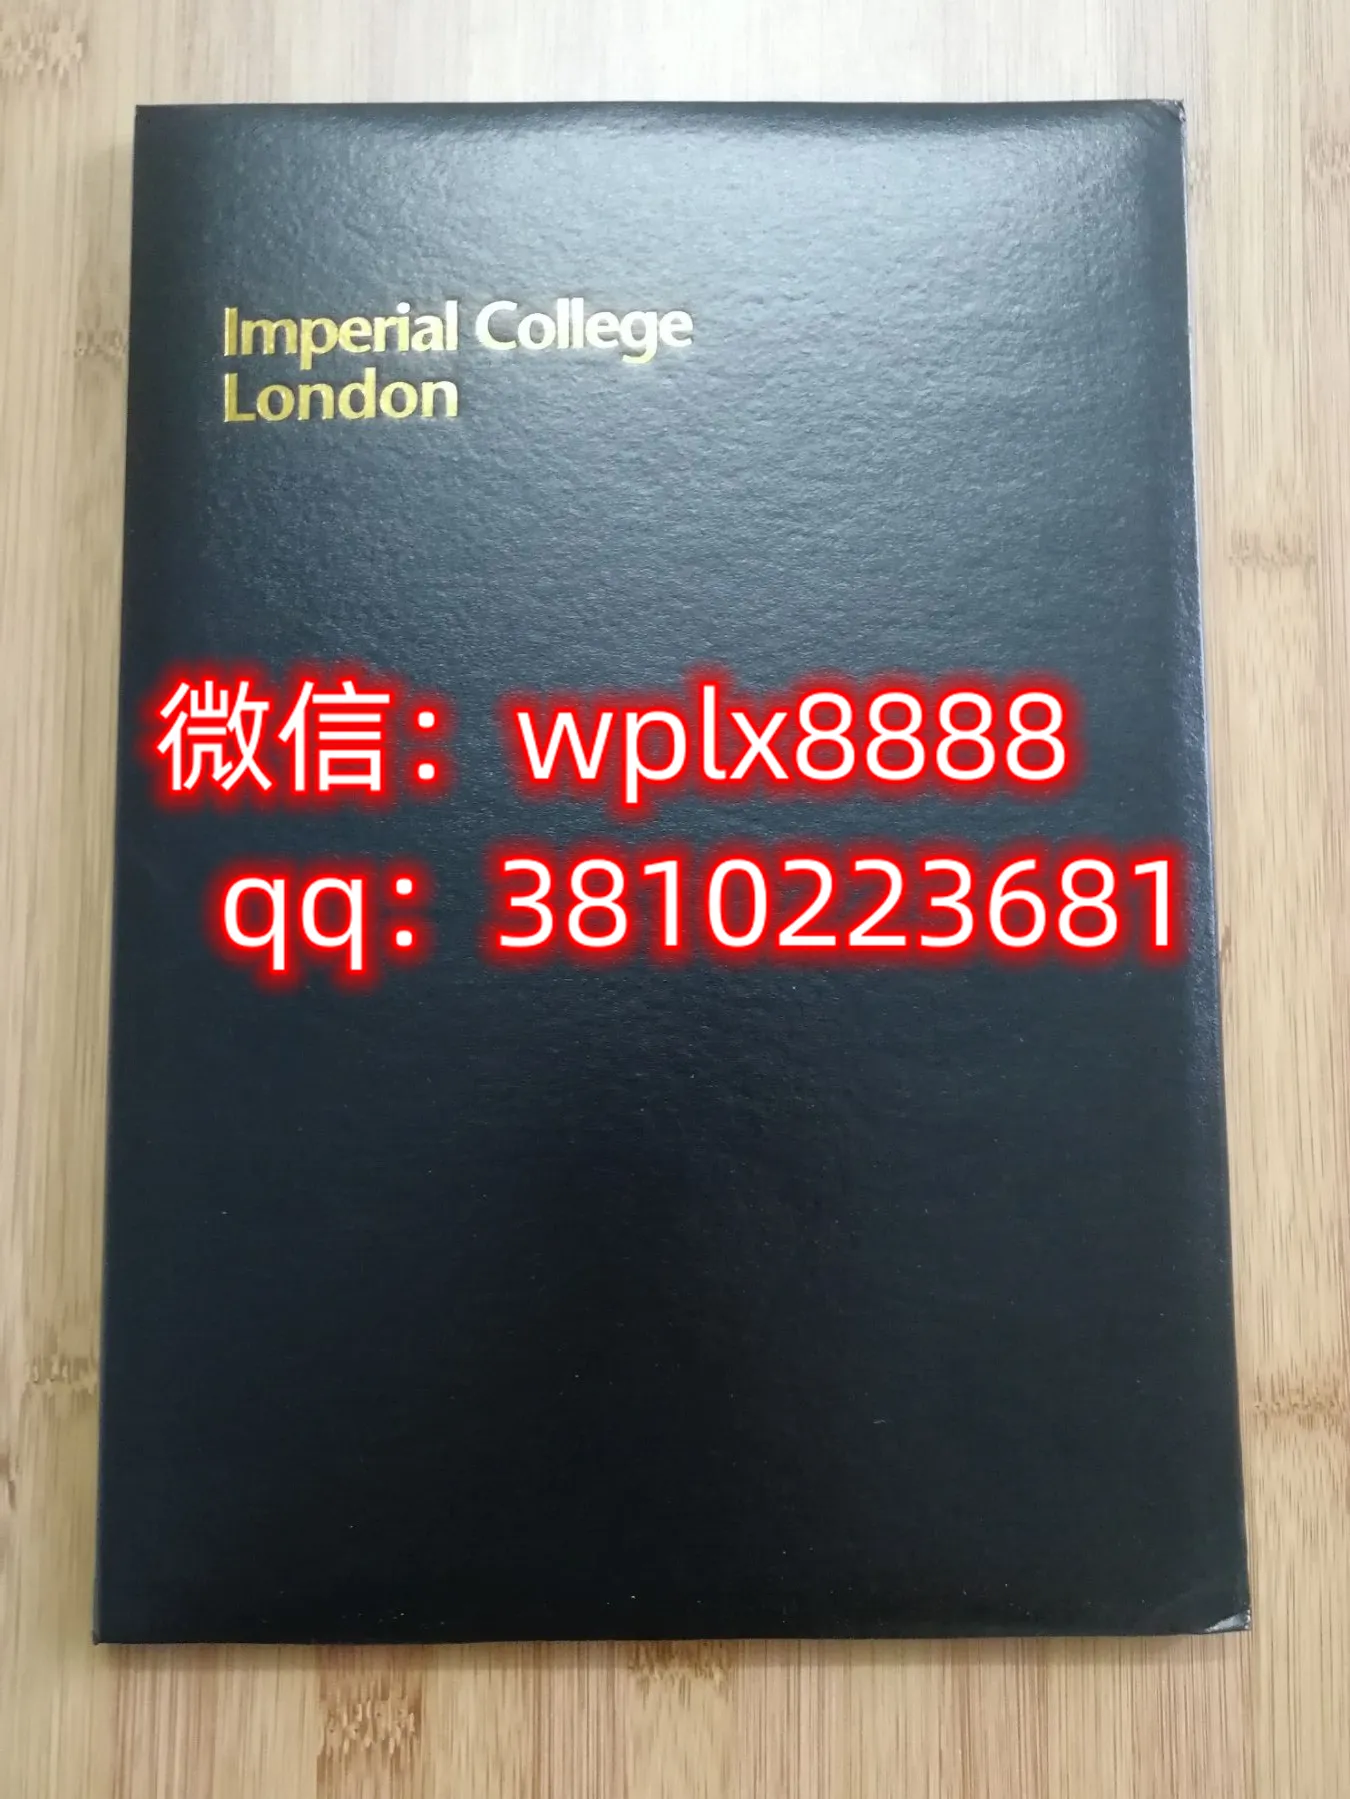 Imperial College
London
微信：wplx8888
qq：3810223681